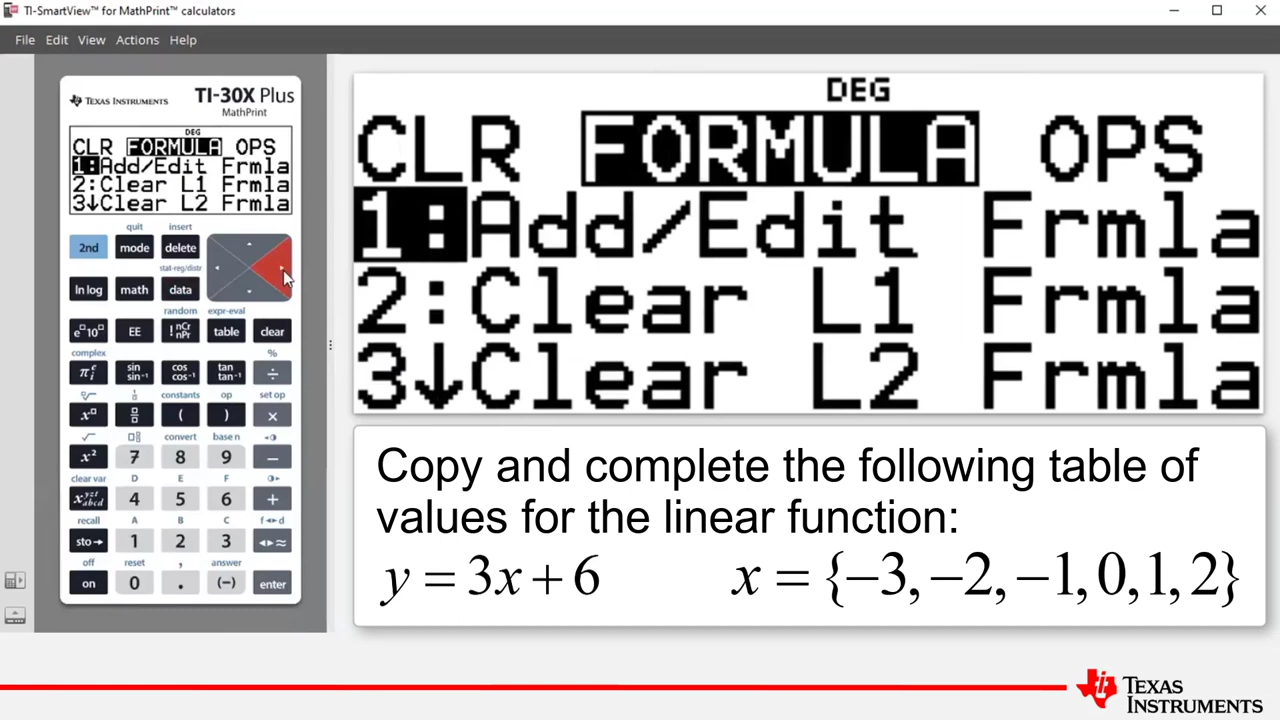 TI-SmartView™ for MathPrint™ calculators
File Edit View Actions Help
TEXAS INSTRUMENTS TI-30X Plus
MathPrint
DEG
CLR FORMULA OPS
1:Add/Edit Frmla
2:Clear L1 Frmla
3↓Clear L2 Frmla
quit insert
2nd mode delete
stat-reg/distr
ln log math data
random expr-eval
e□10□ EE ! nCr nPr table clear
complex %
π e i sin sin⁻¹ cos cos⁻¹ tan tan⁻¹ ÷
constants op set op
x□ ( ) ×
√ convert base n
x² 7 8 9 −
clear var D E F
x yzt abcd 4 5 6 +
recall A B C f◄►d
sto→ 1 2 3 ◄►≈
off reset , answer
on 0 . (−) enter
DEG
CLR FORMULA OPS
1:Add/Edit Frmla
2:Clear L1 Frmla
3↓Clear L2 Frmla
Copy and complete the following table of
values for the linear function:
y = 3x + 6 x = {−3, −2, −1, 0, 1, 2}
TEXAS
INSTRUMENTS